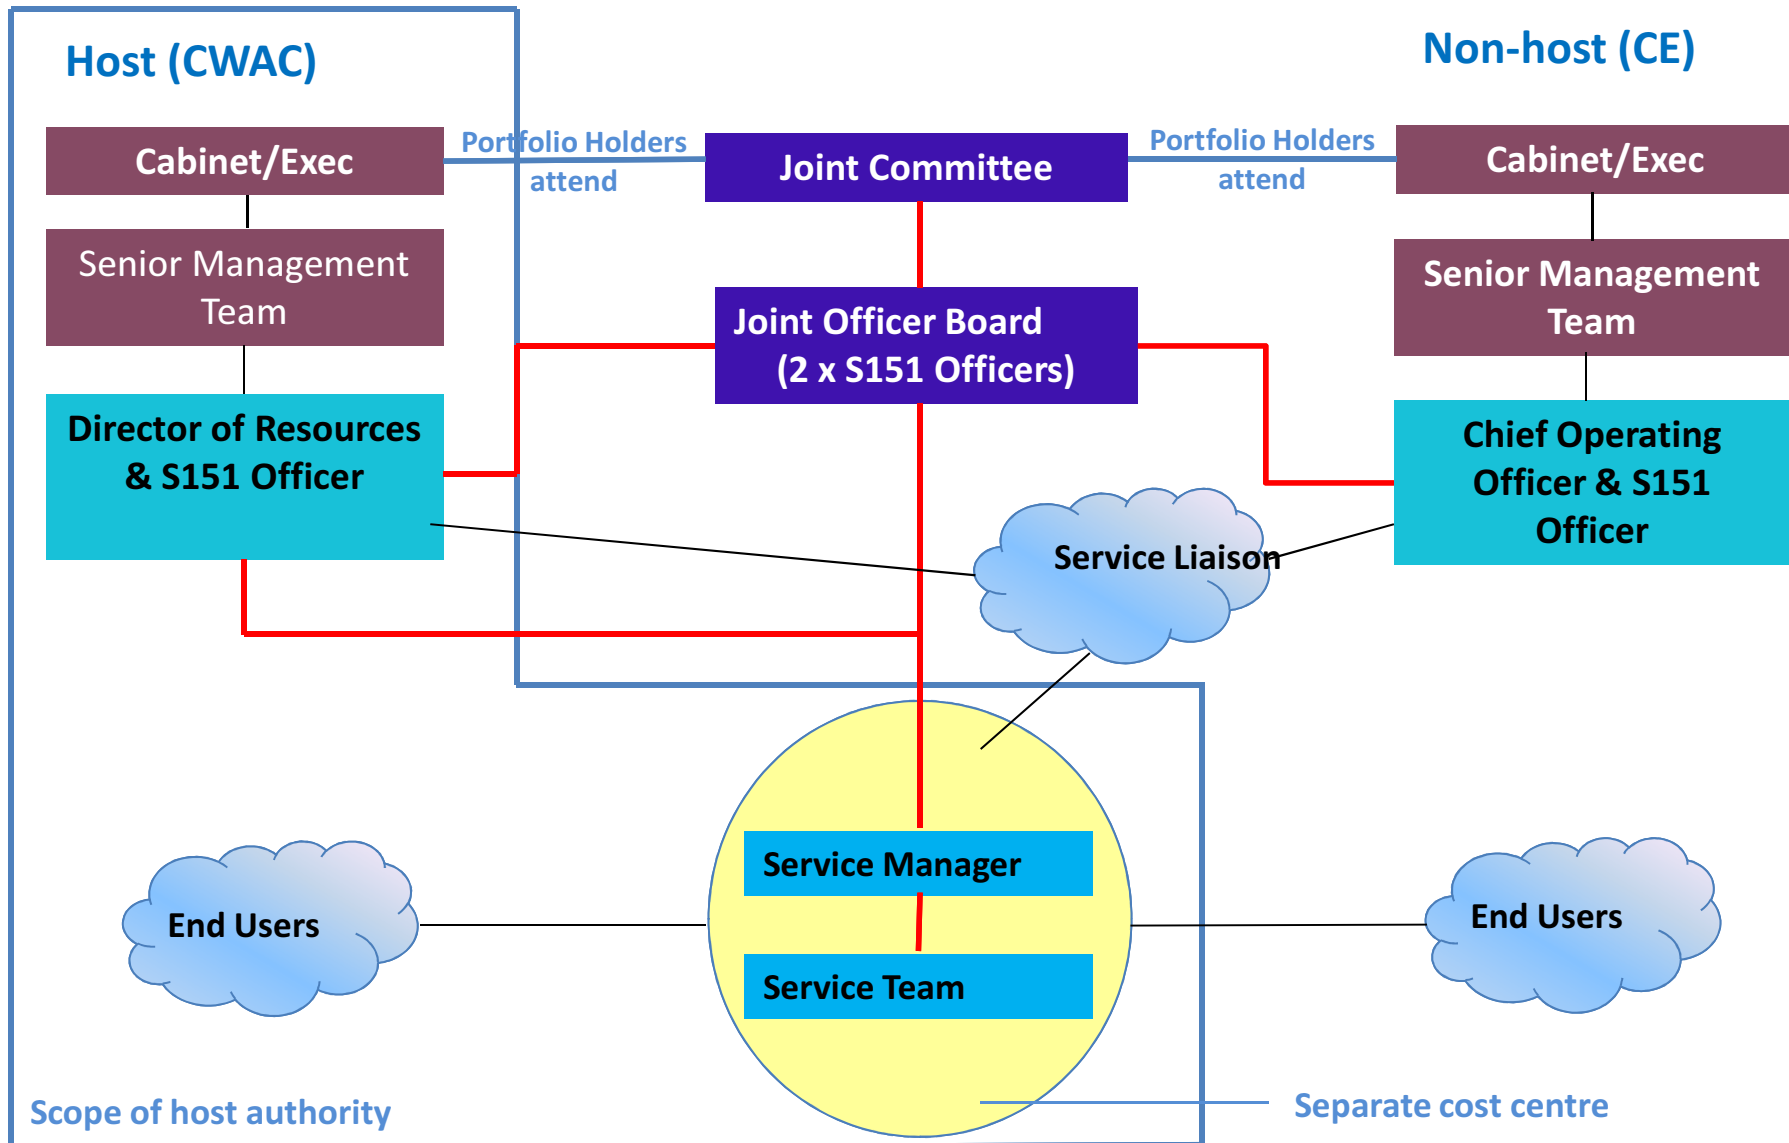 Host (CWAC)
Non-host (CE)
Cabinet/Exec
Portfolio Holders
attend
Joint Committee
Portfolio Holders
attend
Cabinet/Exec
Senior Management
Team
Joint Officer Board
(2 x S151 Officers)
Senior Management
Team
Director of Resources
& S151 Officer
Chief Operating
Officer & S151
Officer
Service Liaison
Service Manager
End Users
End Users
Service Team
Scope of host authority
Separate cost centre